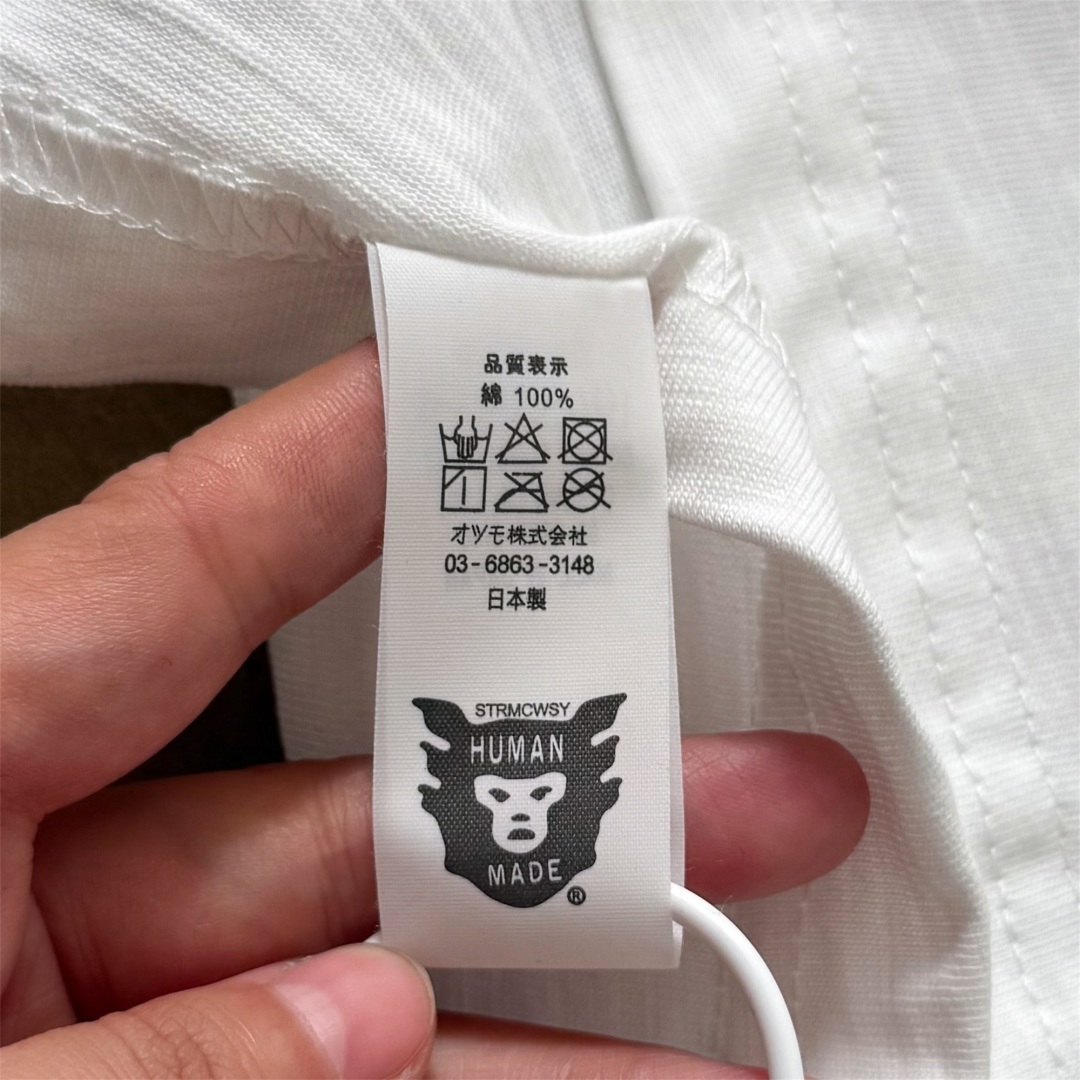 品質表示
綿 100%
オツモ株式会社
03-6863-3148
日本製
STRMCWSY
HUMAN
MADE
®